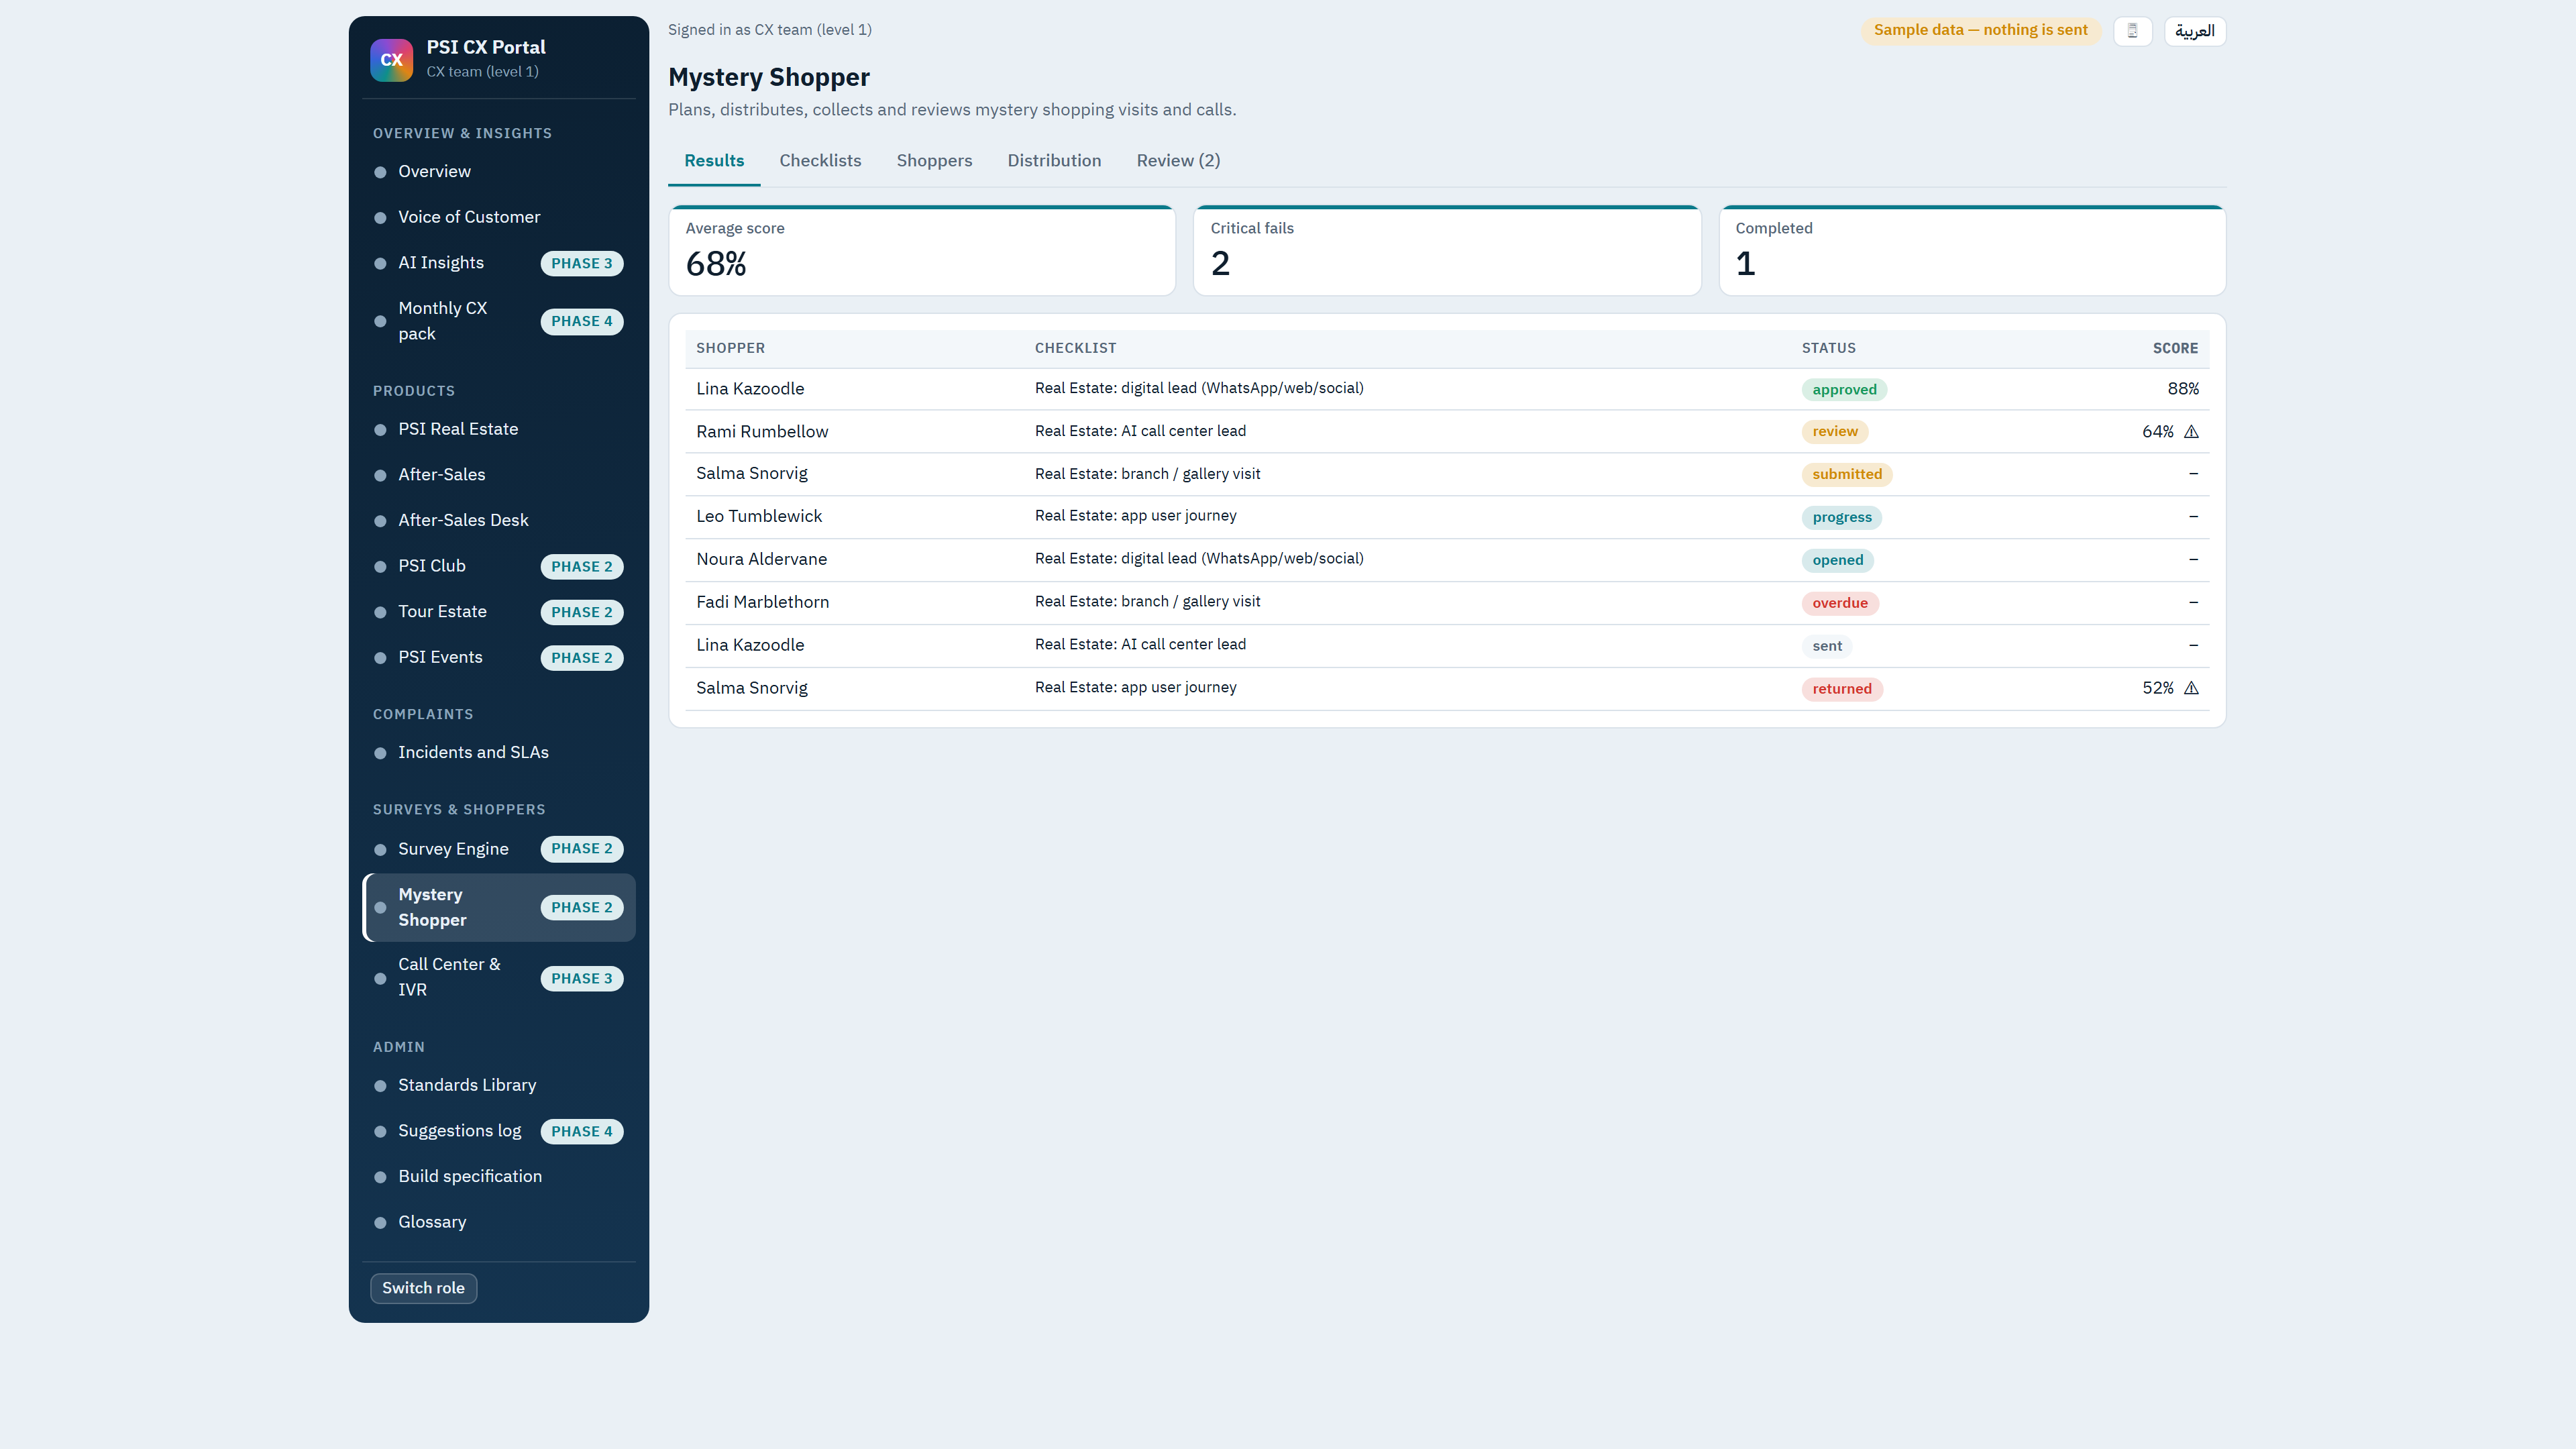 CX
PSI CX Portal
CX team (level 1)
OVERVIEW & INSIGHTS
Overview
Voice of Customer
AI Insights PHASE 3
Monthly CX
pack
PHASE 4
PRODUCTS
PSI Real Estate
After-Sales
After-Sales Desk
PSI Club PHASE 2
Tour Estate PHASE 2
PSI Events PHASE 2
COMPLAINTS
Incidents and SLAs
SURVEYS & SHOPPERS
Survey Engine PHASE 2
Mystery
Shopper
PHASE 2
Call Center &
IVR
PHASE 3
ADMIN
Standards Library
Suggestions log PHASE 4
Build specification
Glossary
Switch role
Signed in as CX team (level 1)
Sample data — nothing is sent
العربية
Mystery Shopper
Plans, distributes, collects and reviews mystery shopping visits and calls.
Results Checklists Shoppers Distribution Review (2)
Average score
68%
Critical fails
2
Completed
1
SHOPPER CHECKLIST STATUS SCORE
Lina Kazoodle Real Estate: digital lead (WhatsApp/web/social) approved 88%
Rami Rumbellow Real Estate: AI call center lead review 64% ⚠
Salma Snorvig Real Estate: branch / gallery visit submitted –
Leo Tumblewick Real Estate: app user journey progress –
Noura Aldervane Real Estate: digital lead (WhatsApp/web/social) opened –
Fadi Marblethorn Real Estate: branch / gallery visit overdue –
Lina Kazoodle Real Estate: AI call center lead sent –
Salma Snorvig Real Estate: app user journey returned 52% ⚠